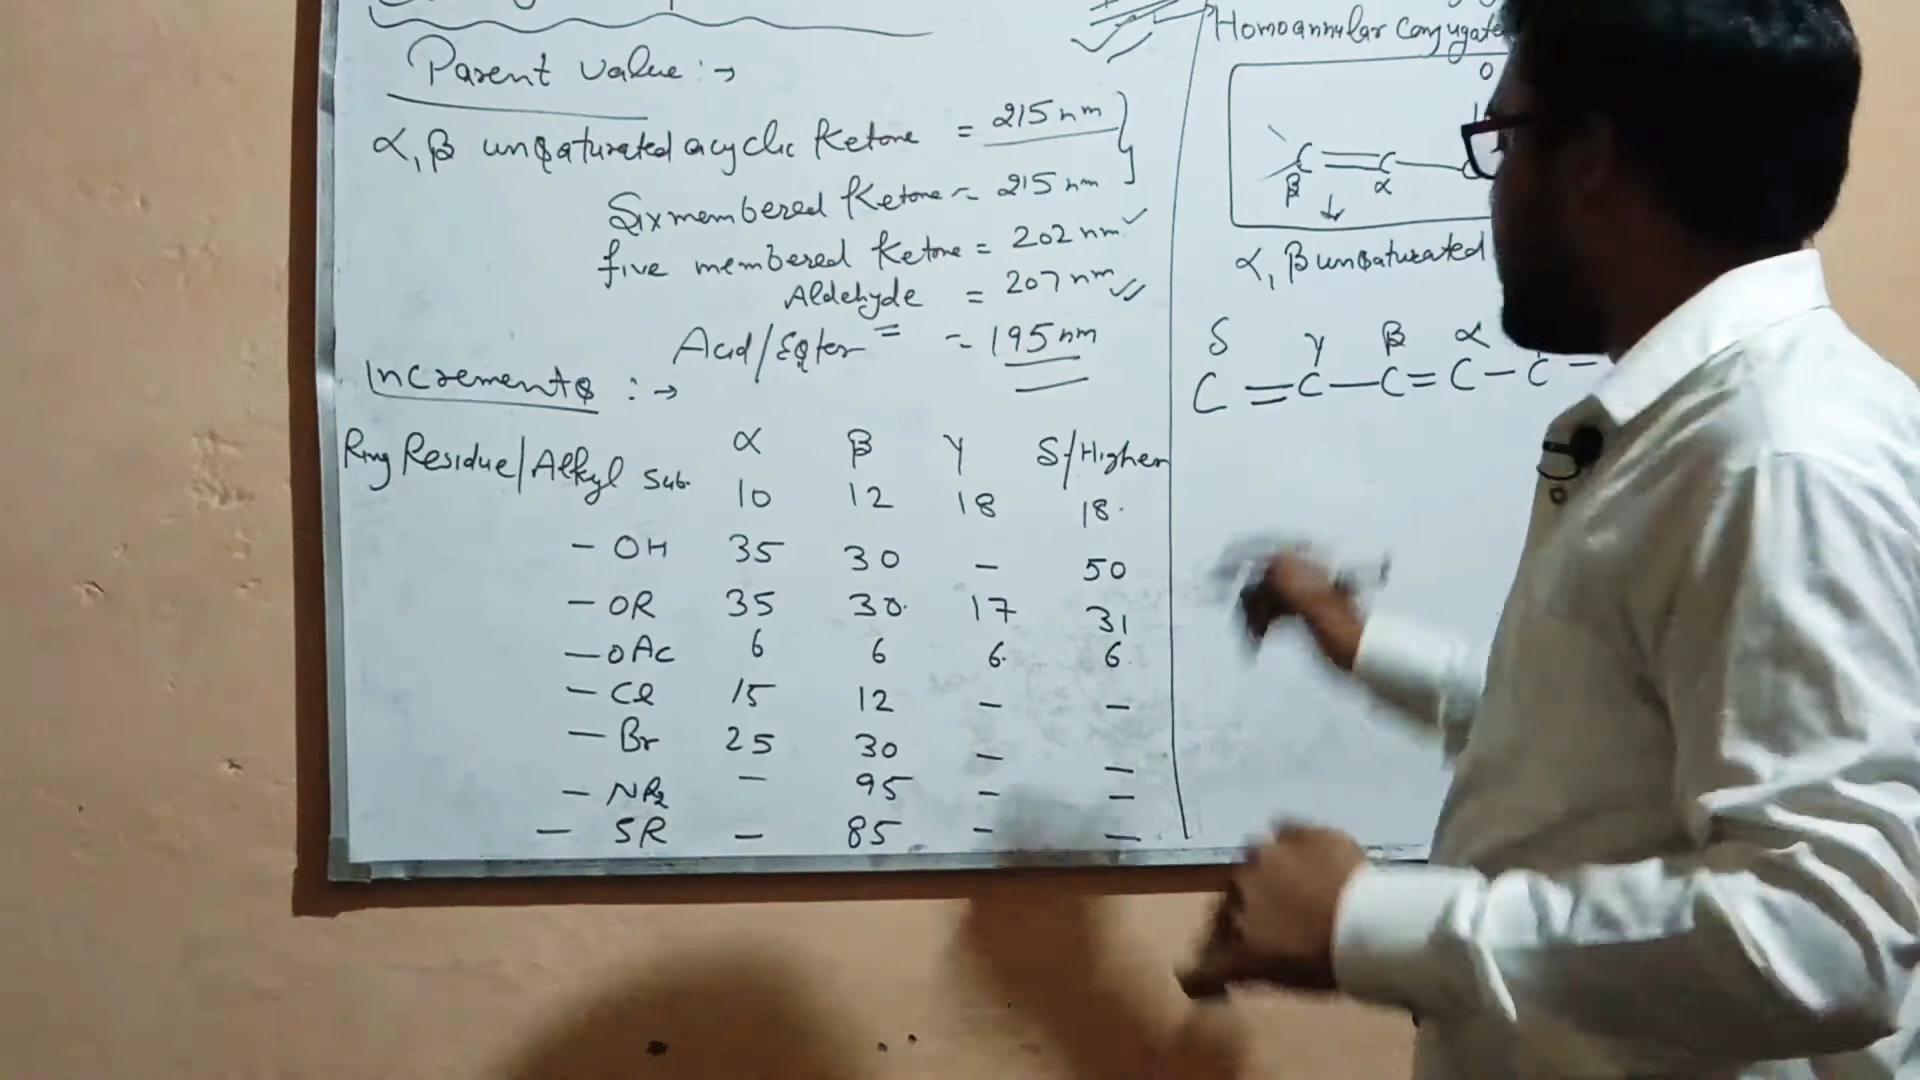 Parent value :→
α, β unsaturated acyclic Ketone = 215 nm
Six membered Ketone = 215 nm
five membered Ketone = 202 nm
Aldehyde = 207 nm
Acid/Ester = 195 nm
Increments :→
α β γ δ/Higher
Ring Residue/Alkyl Sub. 10 12 18 18
- OH 35 30 - 50
- OR 35 30 17 31
- OAc 6 6 6 6
- Cl 15 12 - -
- Br 25 30 - -
- NR2 - 95 - -
- SR - 85 - -
Homoannular Conjugate
O
C = C -
β α
α, β unsaturated
δ γ β α
C = C - C = C - C -